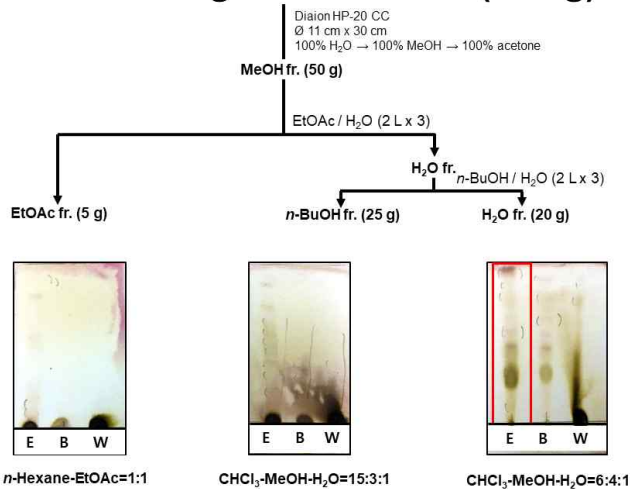 Diaion HP-20 CC
Ø 11 cm x 30 cm
100% H₂O → 100% MeOH → 100% acetone
MeOH fr. (50 g)
EtOAc / H₂O (2 L x 3)
H₂O fr.
n-BuOH / H₂O (2 L x 3)
EtOAc fr. (5 g)
n-BuOH fr. (25 g)
H₂O fr. (20 g)
E B W
E B W
E B W
n-Hexane-EtOAc=1:1
CHCl₃-MeOH-H₂O=15:3:1
CHCl₃-MeOH-H₂O=6:4:1